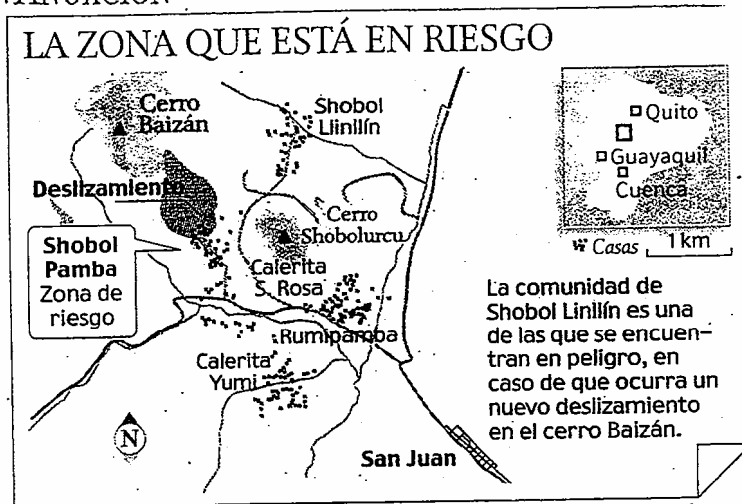 LA ZONA QUE ESTÁ EN RIESGO
Cerro
Baizán
Shobol
Llinllín
Deslizamiento
Cerro
Shobolurcu
Shobol
Pamba
Zona de
riesgo
Calerita
S. Rosa
Rumipamba
Calerita
Yumi
N
San Juan
Quito
Guayaquil
Cuenca
Casas 1 km
La comunidad de
Shobol Linllín es una
de las que se encuen-
tran en peligro, en
caso de que ocurra un
nuevo deslizamiento
en el cerro Baizán.